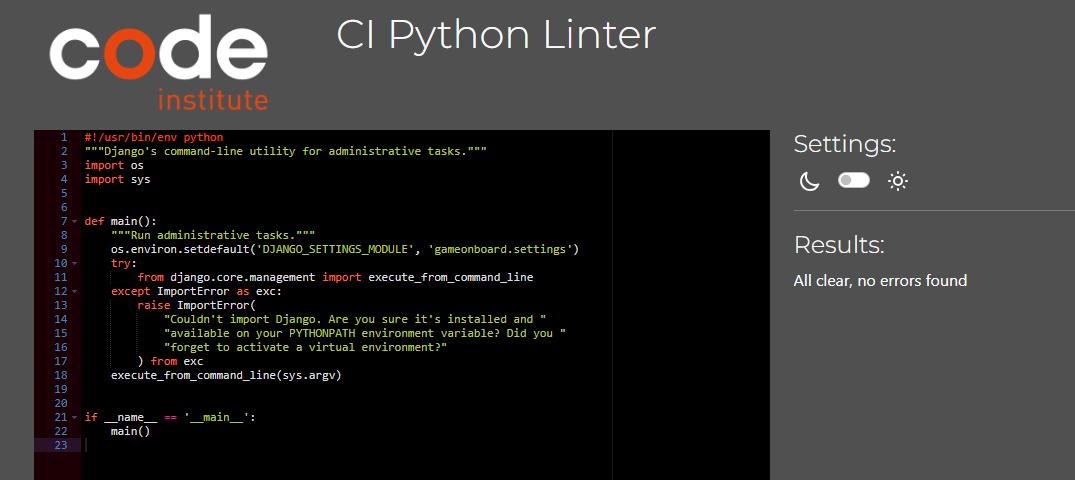 code
institute
CI Python Linter
1 #!/usr/bin/env python
2 """Django's command-line utility for administrative tasks."""
3 import os
4 import sys
5
6
7 def main():
8     """Run administrative tasks."""
9     os.environ.setdefault('DJANGO_SETTINGS_MODULE', 'gameonboard.settings')
10     try:
11         from django.core.management import execute_from_command_line
12     except ImportError as exc:
13         raise ImportError(
14             "Couldn't import Django. Are you sure it's installed and "
15             "available on your PYTHONPATH environment variable? Did you "
16             "forget to activate a virtual environment?"
17         ) from exc
18     execute_from_command_line(sys.argv)
19
20
21 if __name__ == '__main__':
22     main()
23
Settings:
Results:
All clear, no errors found